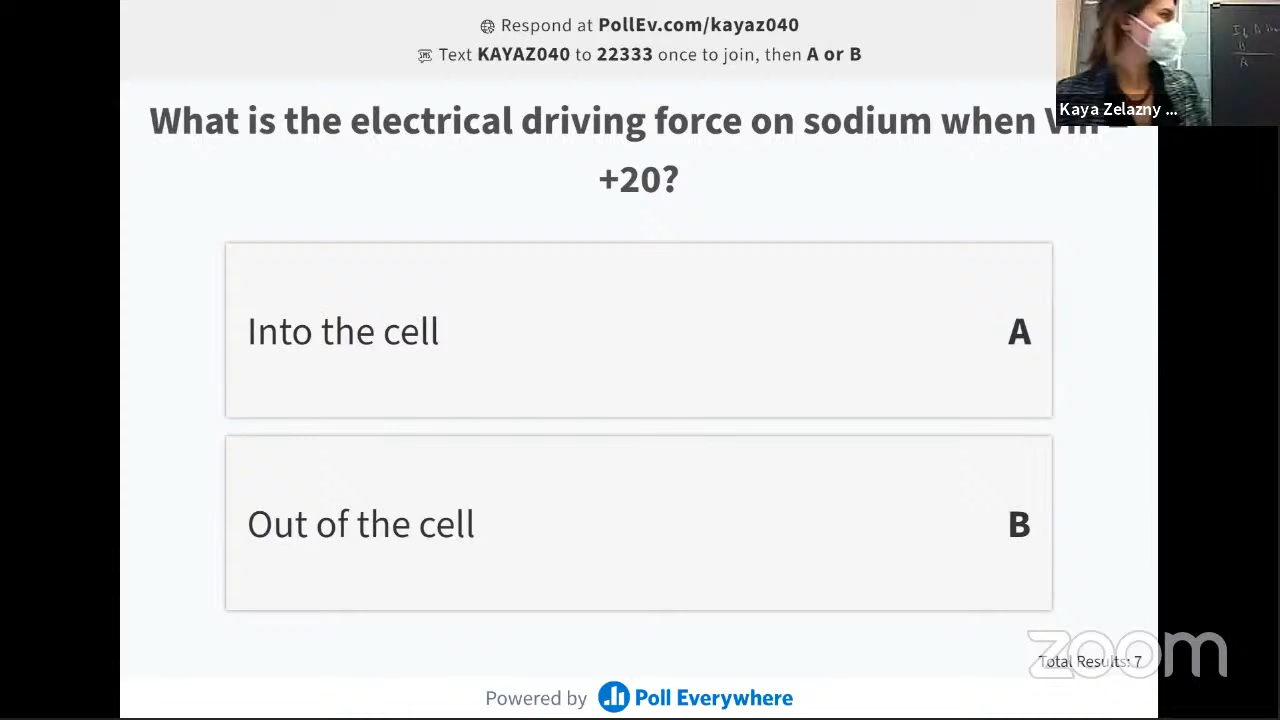 Respond at PollEv.com/kayaz040
Text KAYAZ040 to 22333 once to join, then A or B
Kaya Zelazny ...
What is the electrical driving force on sodium when
+20?
Into the cell A
Out of the cell B
Total Results: 7
zoom
Powered by Poll Everywhere